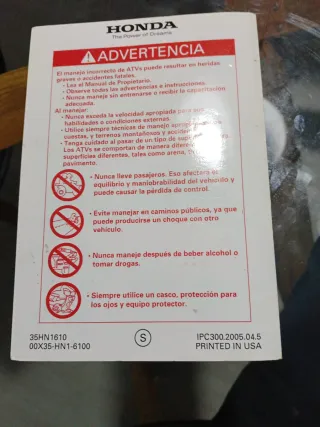 HONDA
The Power of Dreams
ADVERTENCIA
El manejo incorrecto de ATVs puede resultar en heridas
graves o accidentes fatales.
- Lea el Manual de Propietario.
- Observe todas las advertencias e instrucciones.
- Nunca maneje sin entrenarse o recibir la capacitación
adecuada.
Al manejar:
- Nunca exceda la velocidad apropiada para sus
habilidades o condiciones externas.
- Utilice siempre técnicas de manejo
cuestas, y terrenos montañosos y
- Tenga cuidado al pasar de un tipo de
Los ATVs se comportan de manera
superficies diferentes, tales como arena,
pavimento.
- Nunca lleve pasajeros. Eso afectaría el
equilibrio y maniobrabilidad del vehículo y
puede causar la pérdida de control.
- Evite manejar en caminos públicos, ya que
puede producirse un choque con otro
vehículo.
- Nunca maneje después de beber alcohol o
tomar drogas.
- Siempre utilice un casco, protección para
los ojos y equipo protector.
35HN1610
00X35-HN1-6100
S
IPC300.2005.04.5
PRINTED IN USA